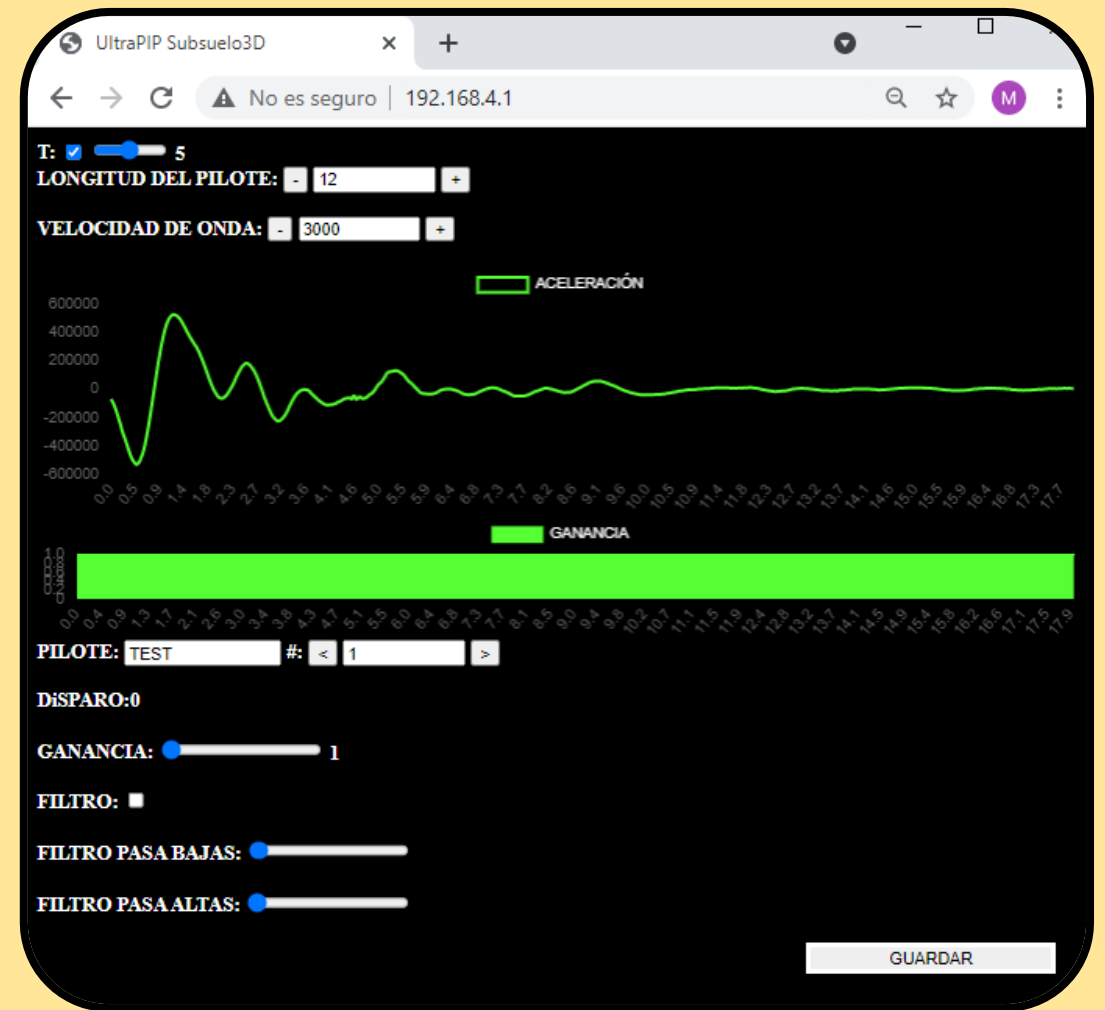 UltraPIP Subsuelo3D
No es seguro 192.168.4.1
M
T: 5
LONGITUD DEL PILOTE: - 12 +
VELOCIDAD DE ONDA: - 3000 +
ACELERACIÓN
600000
400000
200000
0
-200000
-400000
-600000
0.0 0.5 0.9 1.4 1.8 2.3 2.7 3.2 3.6 4.1 4.6 5.0 5.5 5.9 6.4 6.8 7.3 7.7 8.2 8.6 9.1 9.6 10.0 10.5 10.9 11.4 11.8 12.3 12.7 13.2 13.7 14.1 14.6 15.0 15.5 15.9 16.4 16.8 17.3 17.7
GANANCIA
1.0
0.8
0.6
0.4
0.2
0
0.0 0.4 0.9 1.3 1.7 2.1 2.6 3.0 3.4 3.8 4.3 4.7 5.1 5.6 6.0 6.4 6.8 7.3 7.7 8.1 8.5 9.0 9.4 9.8 10.2 10.7 11.1 11.5 11.9 12.4 12.8 13.2 13.6 14.1 14.5 14.9 15.4 15.8 16.2 16.6 17.1 17.5 17.9
PILOTE: TEST #: < 1 >
DiSPARO:0
GANANCIA: 1
FILTRO:
FILTRO PASA BAJAS:
FILTRO PASA ALTAS:
GUARDAR